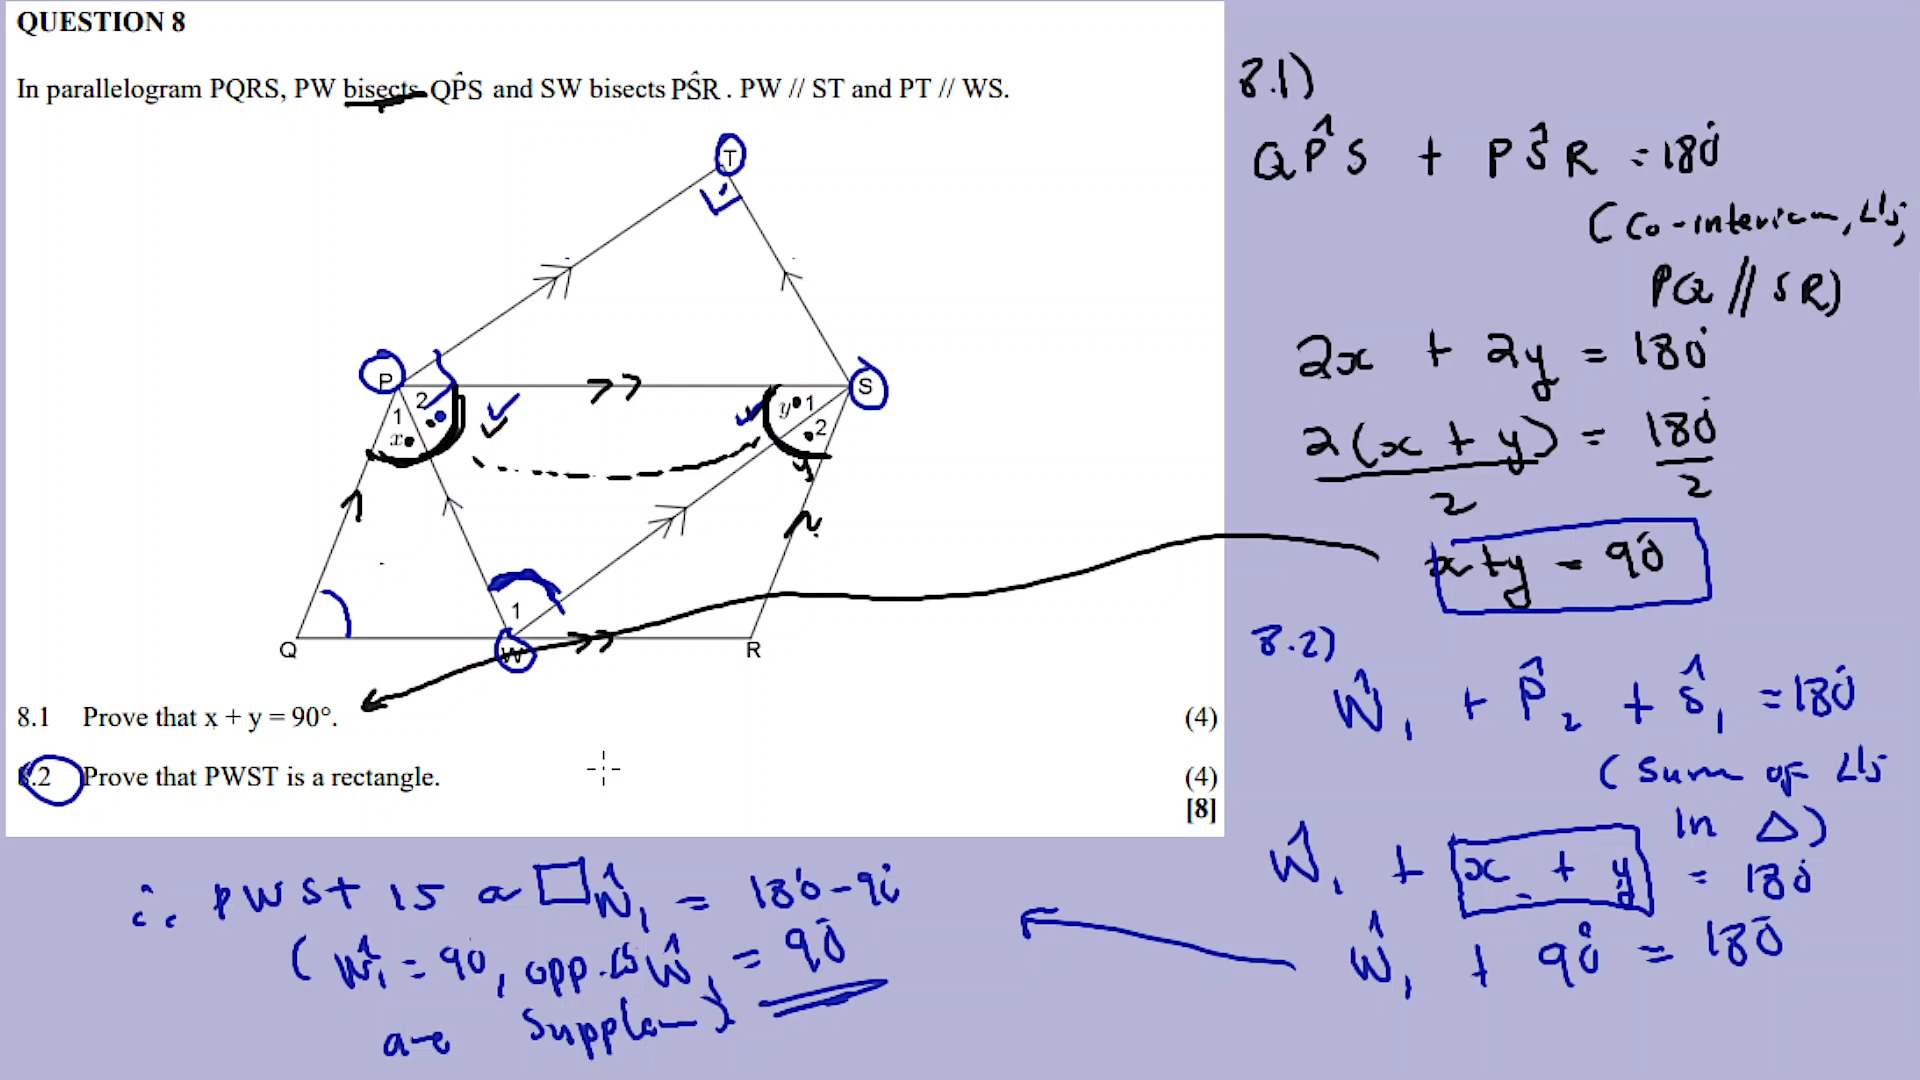 QUESTION 8
In parallelogram PQRS, PW bisects QP̂S and SW bisects PŜR. PW // ST and PT // WS.
T
P
S
2
1
x
y 1
2
y
1
Q
W
R
8.1 Prove that x + y = 90°. (4)
8.2 Prove that PWST is a rectangle. (4)
[8]
8.1)
QP̂S + PŜR = 180°
(Co-interior, ∠'s,
PQ // SR)
2x + 2y = 180°
2(x + y) = 180°
2 2
x + y = 90°
8.2)
Ŵ₁ + P̂₂ + Ŝ₁ = 180°
(Sum of ∠'s
in △)
Ŵ₁ + x + y = 180°
Ŵ₁ + 90° = 180°
Ŵ₁ = 180° - 90°
Ŵ₁ = 90°
∴ PWST is a ▭
(Ŵ₁ = 90, opp. ∠'s
are